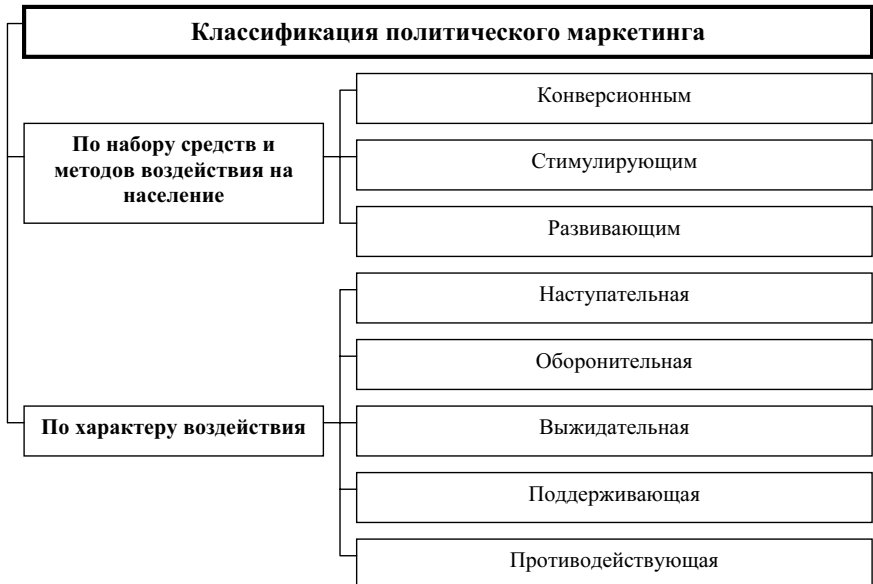 Классификация политического маркетинга
По набору средств и
методов воздействия на
население
Конверсионным
Стимулирующим
Развивающим
По характеру воздействия
Наступательная
Оборонительная
Выжидательная
Поддерживающая
Противодействующая